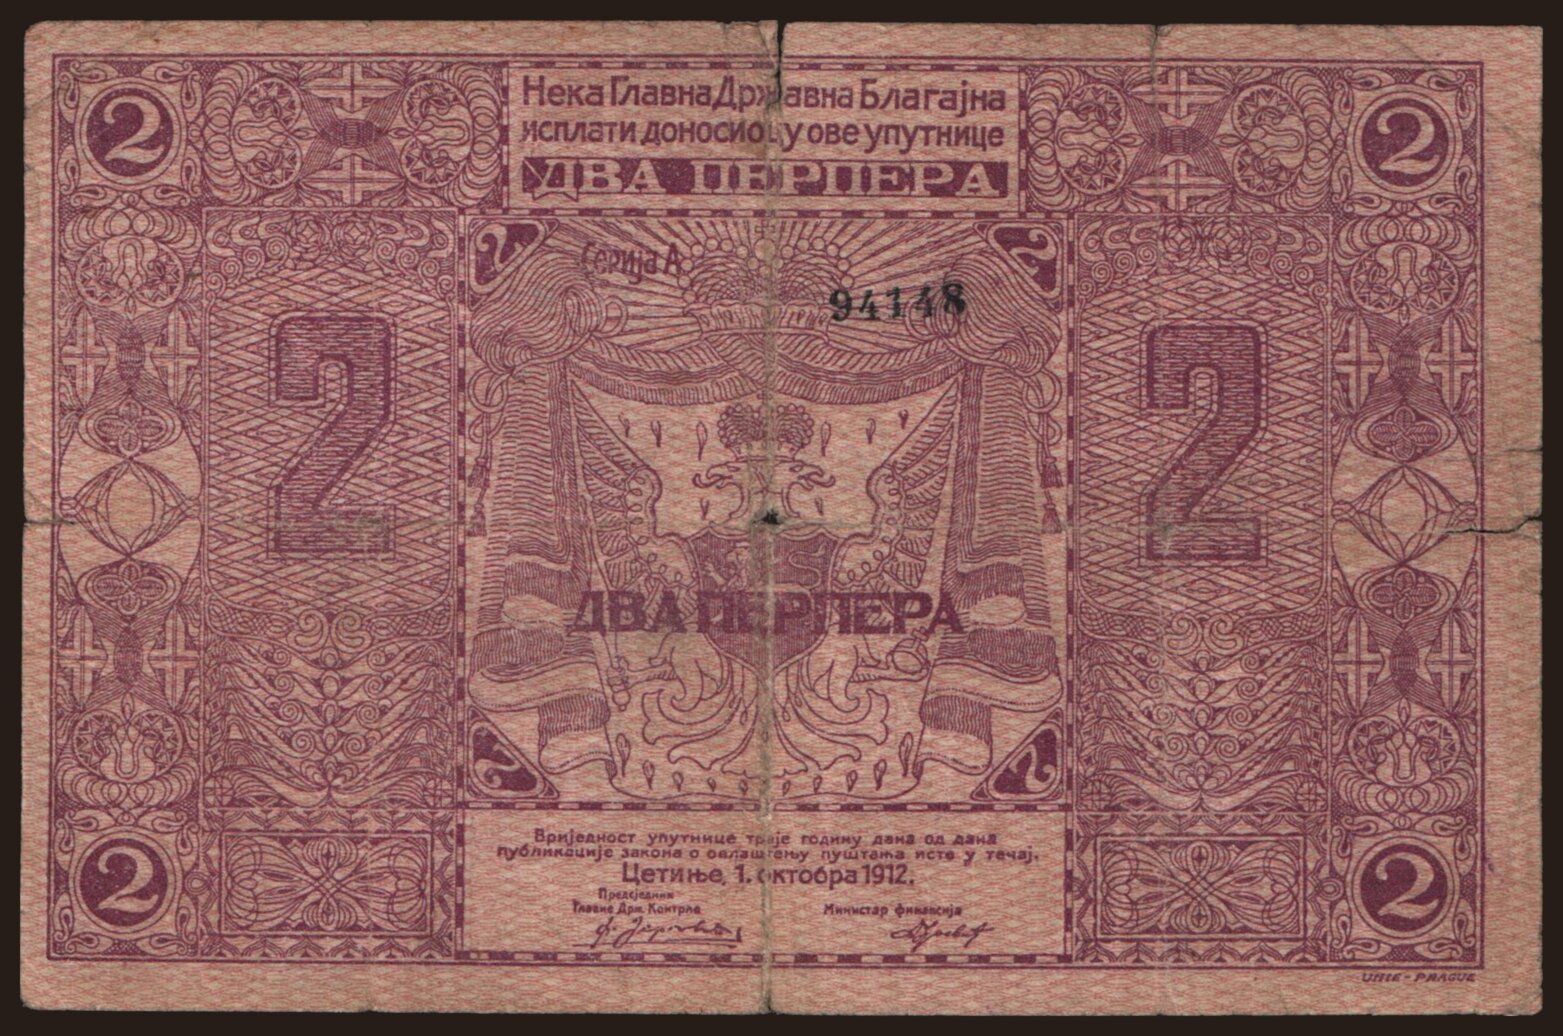 2
2
Нека Главна Државна Благајна
исплати доносиоцу ове упутнице
ДВА ПЕРПЕРА
2
2
Серија А
94148
2
2
ДВА ПЕРПЕРА
2
2
Вриједност упутнице траје годину дана од дана
публикације закона о овлашћењу пуштања исте у течај.
Цетиње, 1. октобра 1912.
Предсједник
Главне Држ. Контроле
Министар финансија
2
2
UNIE - PRAGUE